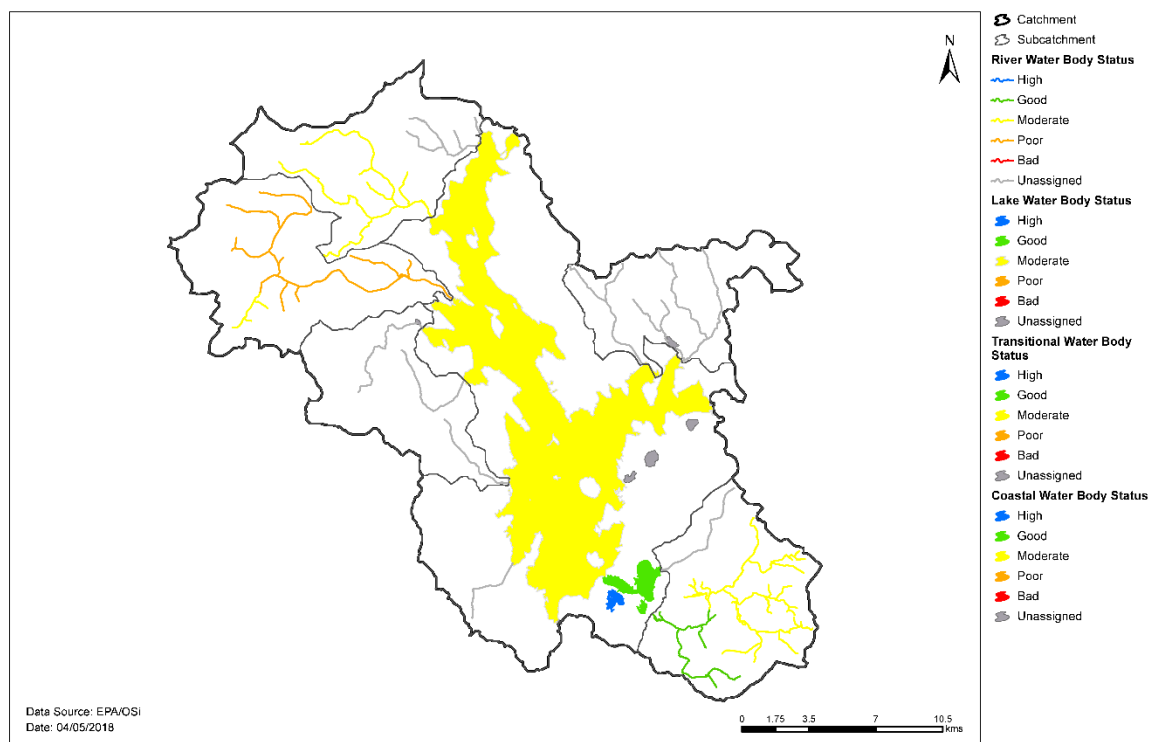 N
Data Source: EPA/OSi
Date: 04/05/2018
0 1.75 3.5 7 10.5
kms
Catchment
Subcatchment
River Water Body Status
High
Good
Moderate
Poor
Bad
Unassigned
Lake Water Body Status
High
Good
Moderate
Poor
Bad
Unassigned
Transitional Water Body
Status
High
Good
Moderate
Poor
Bad
Unassigned
Coastal Water Body Status
High
Good
Moderate
Poor
Bad
Unassigned